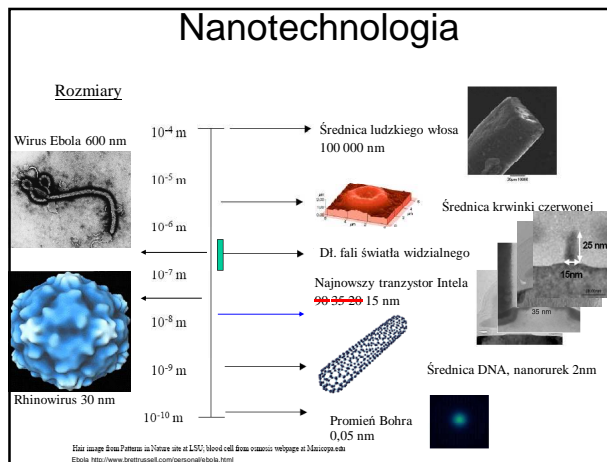 Nanotechnologia
Rozmiary
Wirus Ebola 600 nm
10-4 m
Średnica ludzkiego włosa
100 000 nm
10-5 m
Średnica krwinki czerwonej
10-6 m
Dł. fali światła widzialnego
10-7 m
Najnowszy tranzystor Intela
90 35 20 15 nm
25 nm
15nm
35 nm
10-8 m
Średnica DNA, nanorurek 2nm
10-9 m
Rhinowirus 30 nm
10-10 m
Promień Bohra
0,05 nm
Hair image from Patterns in Nature site at LSU; blood cell from osmosis webpage at Maricopa.edu
Ebola http://www.brettrussell.com/personal/ebola.html